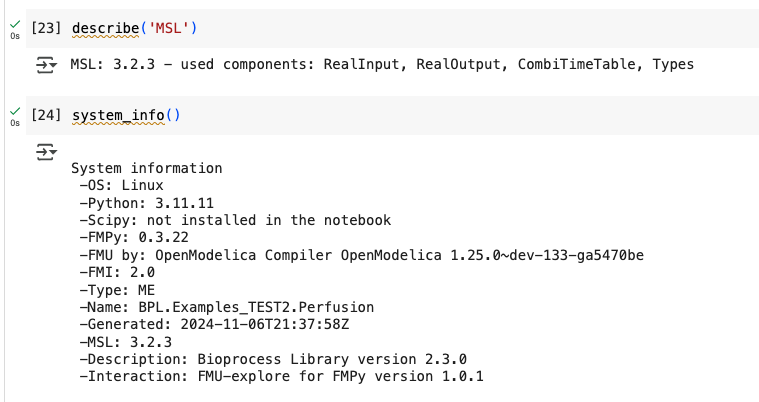 [23] describe('MSL')
0s
MSL: 3.2.3 – used components: RealInput, RealOutput, CombiTimeTable, Types
[24] system_info()
0s
System information
-OS: Linux
-Python: 3.11.11
-Scipy: not installed in the notebook
-FMPy: 0.3.22
-FMU by: OpenModelica Compiler OpenModelica 1.25.0~dev-133-ga5470be
-FMI: 2.0
-Type: ME
-Name: BPL.Examples_TEST2.Perfusion
-Generated: 2024-11-06T21:37:58Z
-MSL: 3.2.3
-Description: Bioprocess Library version 2.3.0
-Interaction: FMU-explore for FMPy version 1.0.1